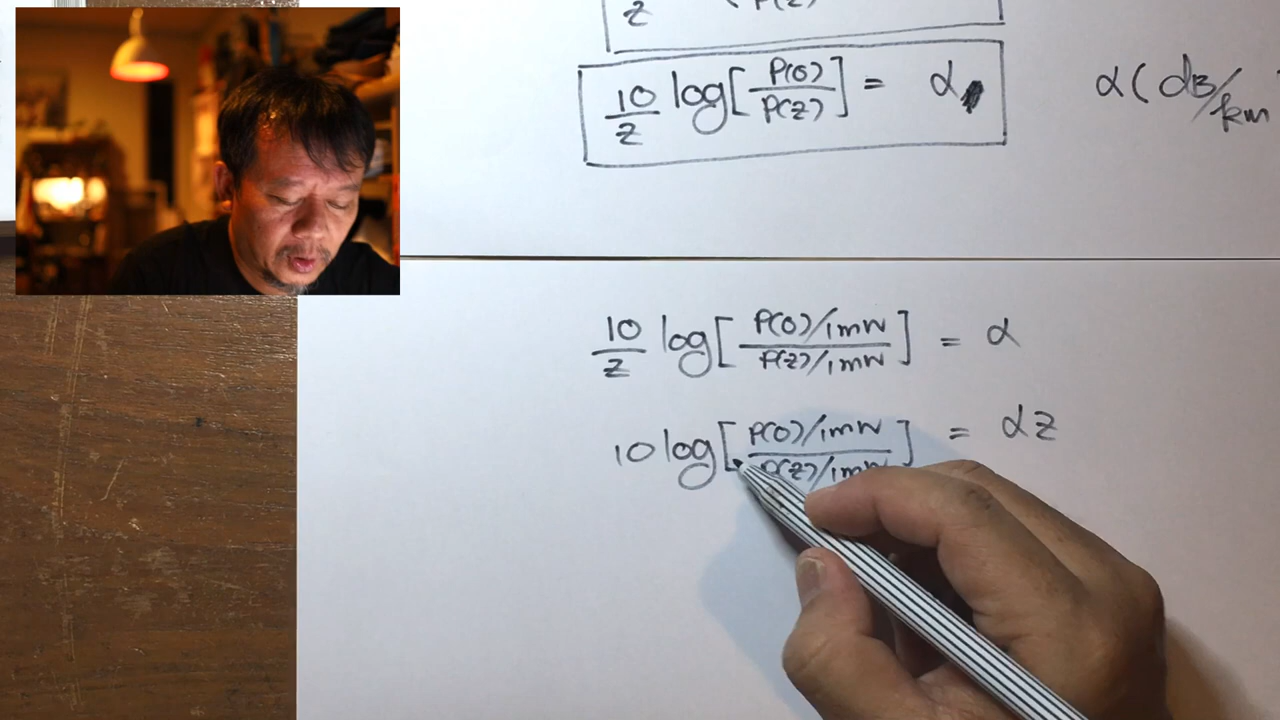 z P(z)
10/z log[P(0)/P(z)] = α α(dB/km
10/z log[P(0)/1mW / P(z)/1mW] = α
10 log[P(0)/1mW / P(z)/1mW] = αz